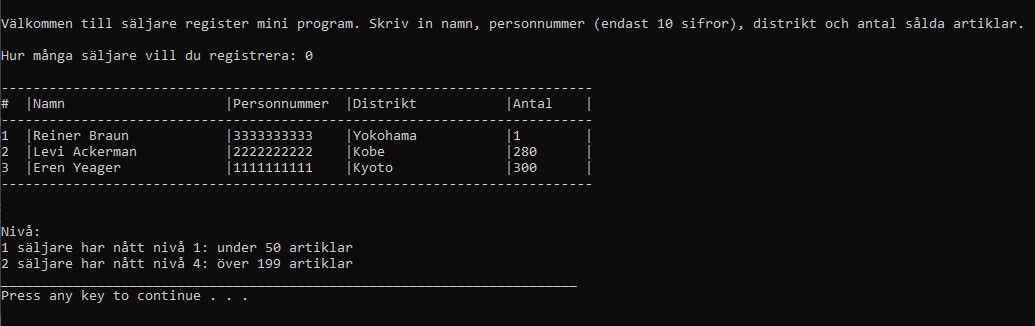 Välkommen till säljare register mini program. Skriv in namn, personnummer (endast 10 sifror), distrikt och antal sålda artiklar.
Hur många säljare vill du registrera: 0
--------------------------------------------------------------------------
#  |Namn                    |Personnummer  |Distrikt           |Antal    |
--------------------------------------------------------------------------
1  |Reiner Braun            |3333333333    |Yokohama           |1        |
2  |Levi Ackerman           |2222222222    |Kobe               |280      |
3  |Eren Yeager             |1111111111    |Kyoto              |300      |
--------------------------------------------------------------------------
Nivå:
1 säljare har nått nivå 1: under 50 artiklar
2 säljare har nått nivå 4: över 199 artiklar
________________________________________________________________________
Press any key to continue . . .